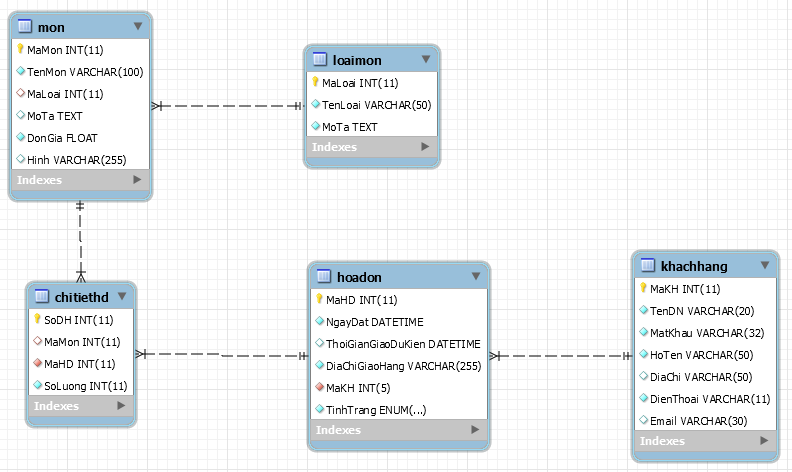 mon
MaMon INT(11)
TenMon VARCHAR(100)
MaLoai INT(11)
MoTa TEXT
DonGia FLOAT
Hinh VARCHAR(255)
Indexes
loaimon
MaLoai INT(11)
TenLoai VARCHAR(50)
MoTa TEXT
Indexes
chitiethd
SoDH INT(11)
MaMon INT(11)
MaHD INT(11)
SoLuong INT(11)
Indexes
hoadon
MaHD INT(11)
NgayDat DATETIME
ThoiGianGiaoDuKien DATETIME
DiaChiGiaoHang VARCHAR(255)
MaKH INT(5)
TinhTrang ENUM(...)
Indexes
khachhang
MaKH INT(11)
TenDN VARCHAR(20)
MatKhau VARCHAR(32)
HoTen VARCHAR(50)
DiaChi VARCHAR(50)
DienThoai VARCHAR(11)
Email VARCHAR(30)
Indexes